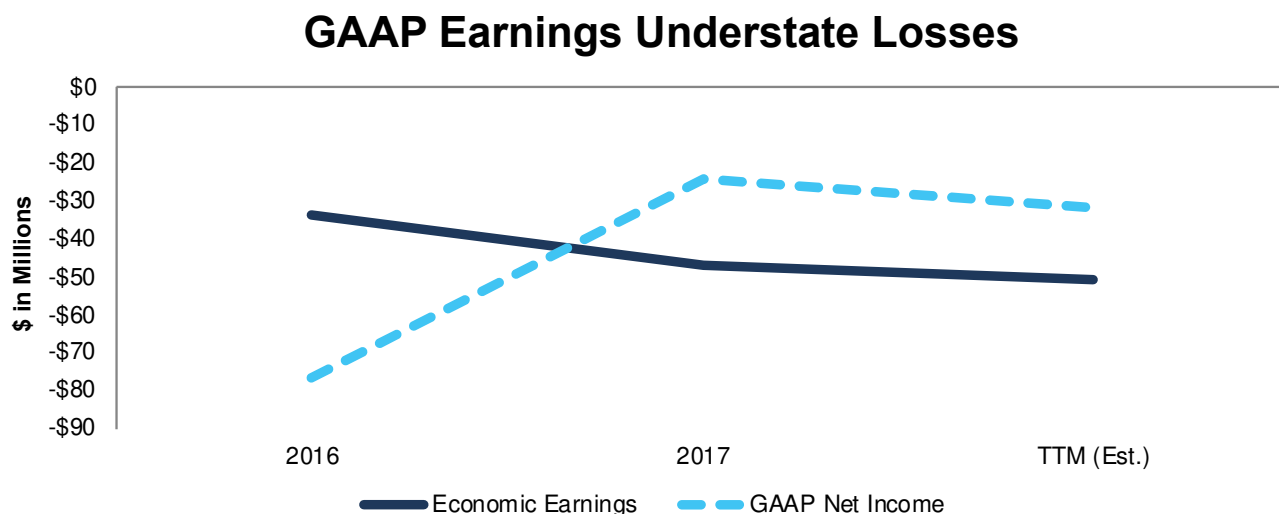 GAAP Earnings Understate Losses
$0
-$10
-$20
-$30
-$40
-$50
-$60
-$70
-$80
-$90
$ in Millions
2016 2017 TTM (Est.)
Economic Earnings GAAP Net Income